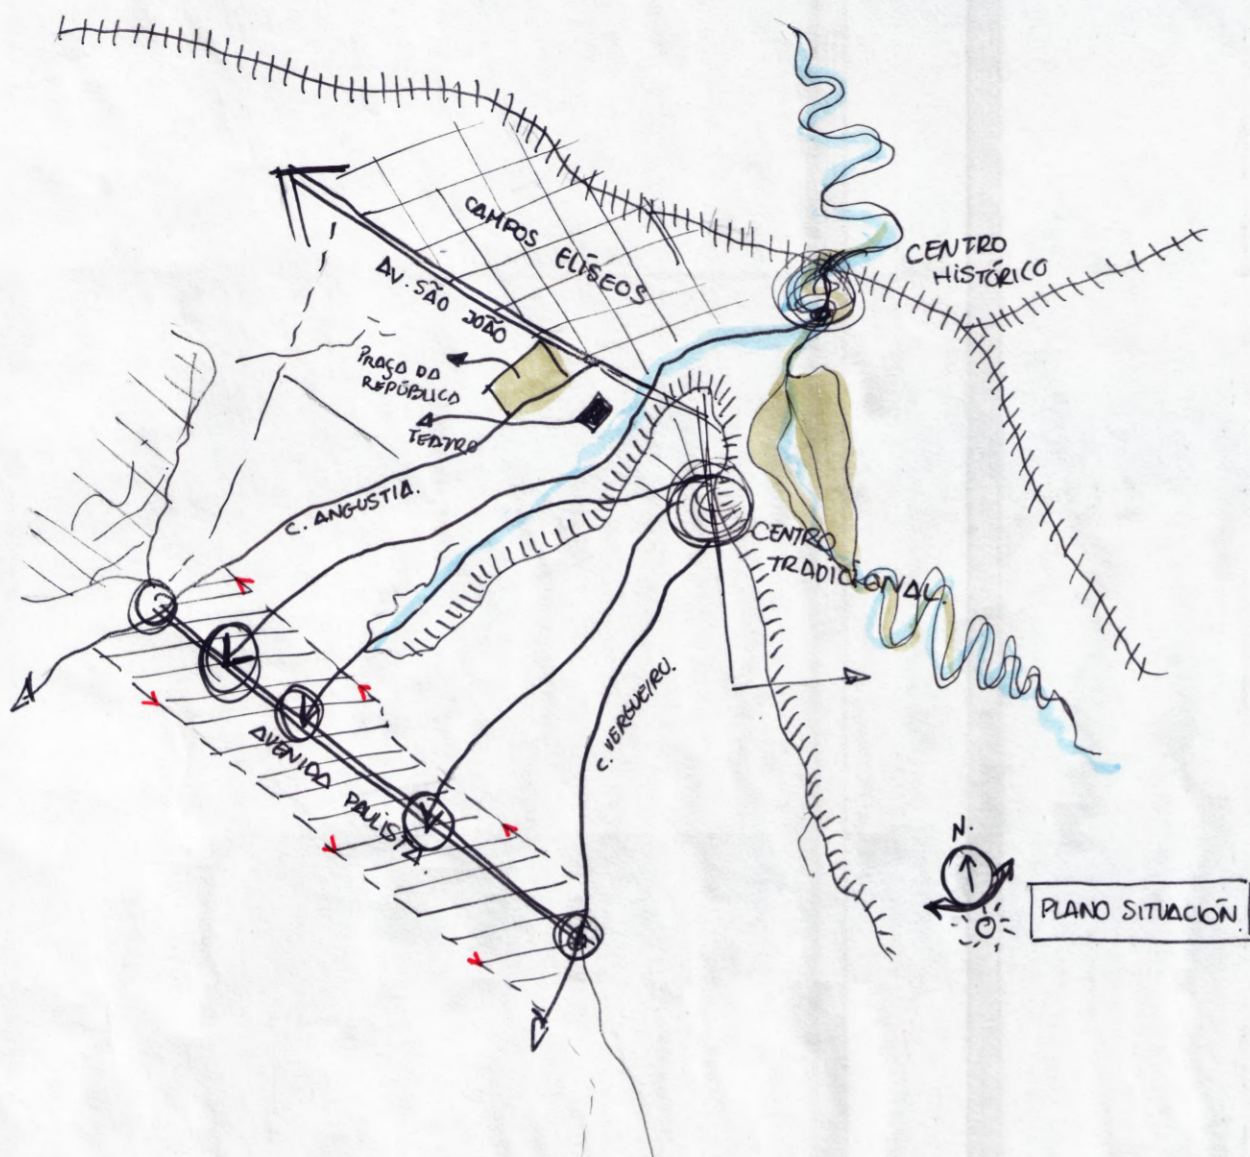 CENTRO
HISTÓRICO
CAMPOS
ELÍSEOS
AV. SÃO JOÃO
PRAÇA DA
REPÚBLICA
TEATRO
C. ANGUSTIA.
CENTRO
TRADICIONAL.
C. VERGUEIRO.
AVENIDA PAULISTA.
N.
PLANO SITUACIÓN.